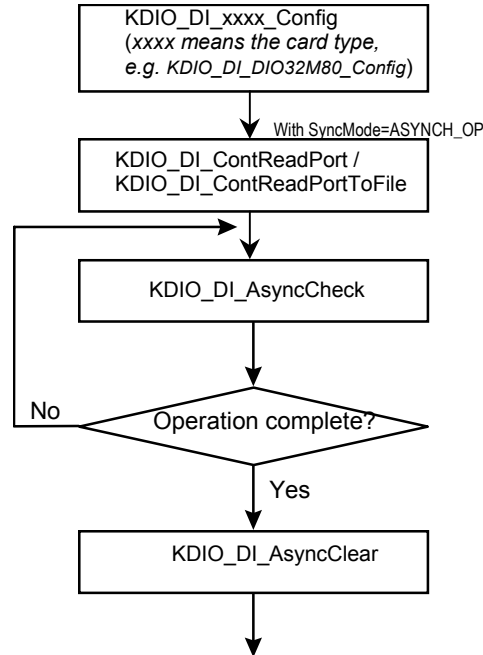 KDIO_DI_xxxx_Config
(xxxx means the card type,
e.g. KDIO_DI_DIO32M80_Config)
With SyncMode=ASYNCH_OP
KDIO_DI_ContReadPort /
KDIO_DI_ContReadPortToFile
KDIO_DI_AsyncCheck
No
Operation complete?
Yes
KDIO_DI_AsyncClear